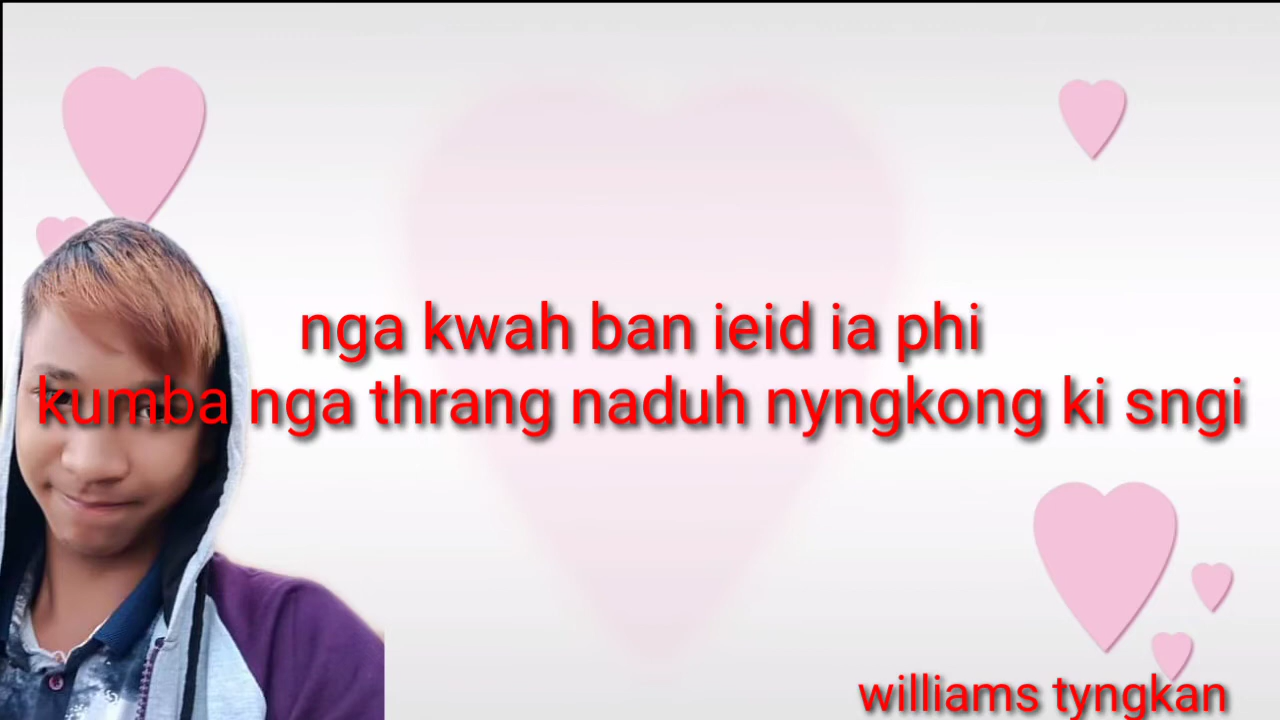 nga kwah ban ieid ia phi
kumba nga thrang naduh nyngkong ki sngi
williams tyngkan